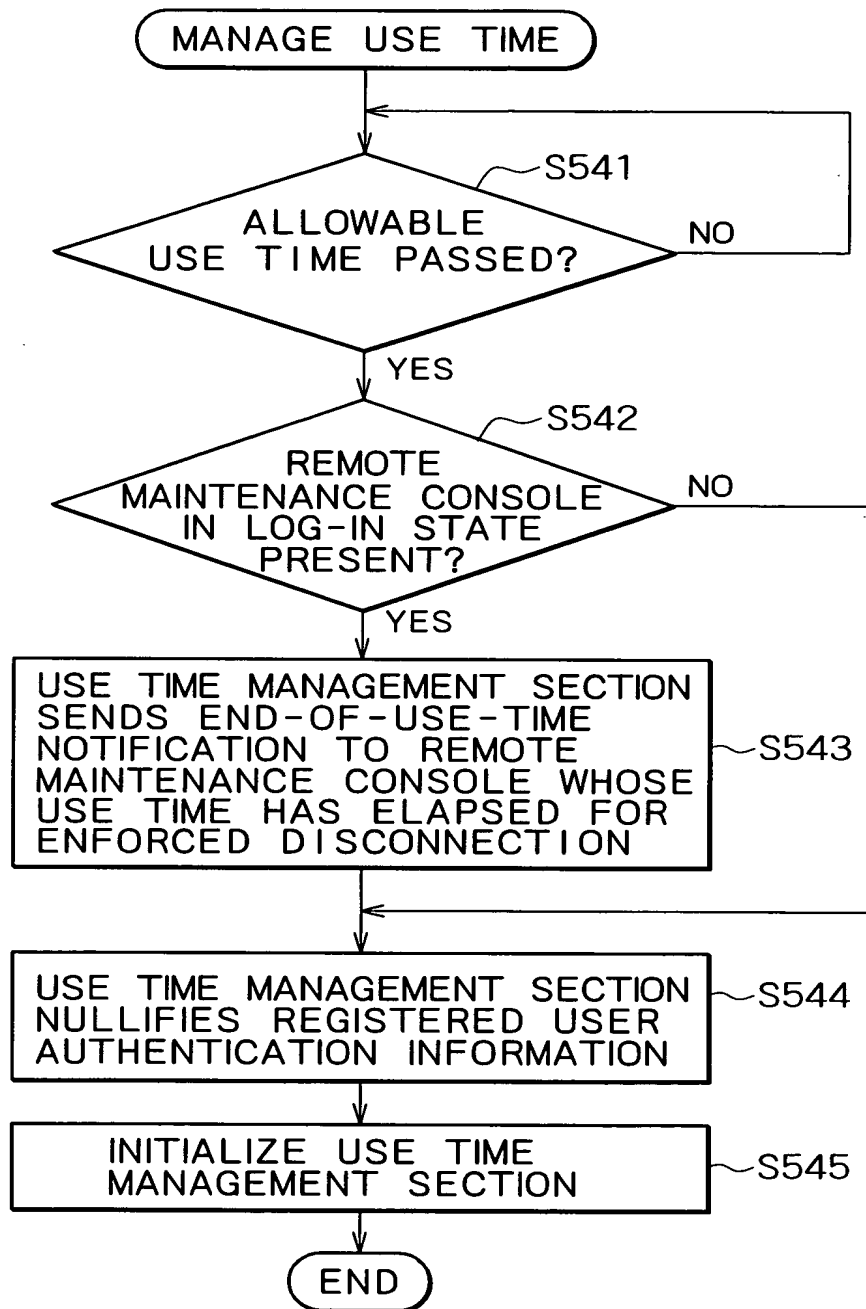 MANAGE USE TIME
S541
ALLOWABLE
USE TIME PASSED?
NO
YES
S542
REMOTE
MAINTENANCE CONSOLE
IN LOG-IN STATE
PRESENT?
NO
YES
USE TIME MANAGEMENT SECTION
SENDS END-OF-USE-TIME
NOTIFICATION TO REMOTE
MAINTENANCE CONSOLE WHOSE
USE TIME HAS ELAPSED FOR
ENFORCED DISCONNECTION
S543
USE TIME MANAGEMENT SECTION
NULLIFIES REGISTERED USER
AUTHENTICATION INFORMATION
S544
INITIALIZE USE TIME
MANAGEMENT SECTION
S545
END